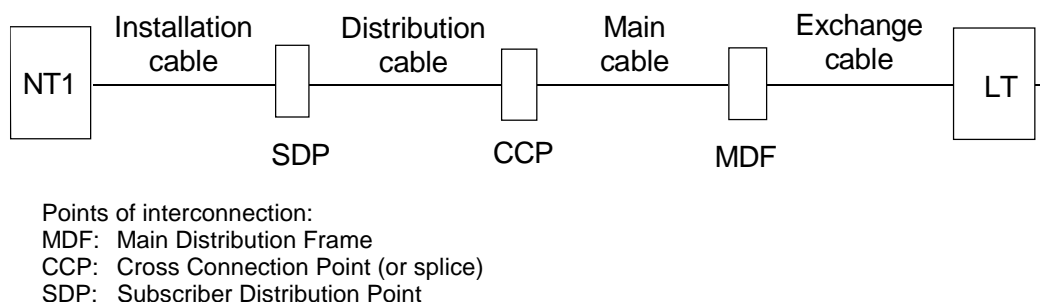 Installation cable
Distribution cable
Main cable
Exchange cable
NT1
LT
SDP
CCP
MDF
Points of interconnection:
MDF: Main Distribution Frame
CCP: Cross Connection Point (or splice)
SDP: Subscriber Distribution Point